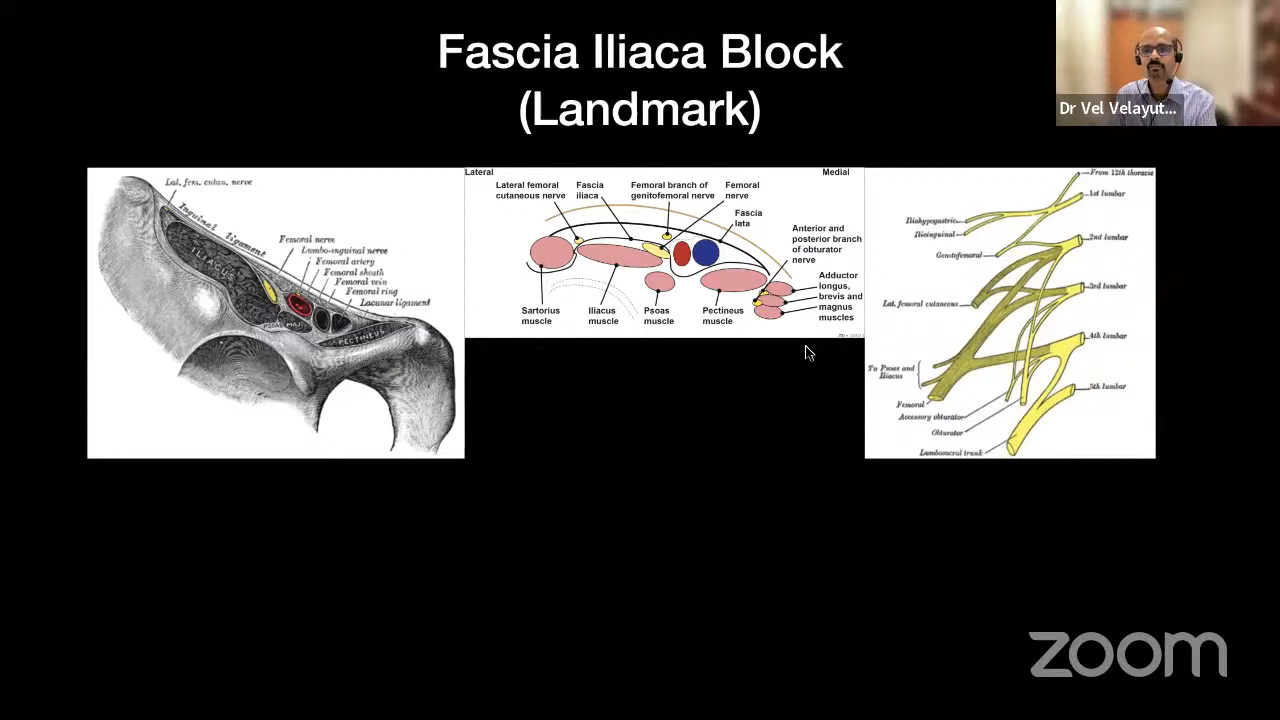 Fascia Iliaca Block
(Landmark)
Dr Vel Velayut...
Lat. fem. cutan. nerve
Inguinal ligament
ILIACUS
Femoral nerve
Lumbo-inguinal nerve
Femoral artery
Femoral sheath
Femoral vein
Femoral ring
Lacunar ligament
MAJ.
PECTINEUS
Lateral
Medial
Lateral femoral
cutaneous nerve
Fascia
iliaca
Femoral branch of
genitofemoral nerve
Femoral
nerve
Fascia
lata
Anterior and
posterior branch
of obturator
nerve
Adductor
longus,
brevis and
magnus
muscles
Sartorius
muscle
Iliacus
muscle
Psoas
muscle
Pectineus
muscle
From 12th thoracic
1st lumbar
Iliohypogastric
Ilioinguinal
2nd lumbar
Genitofemoral
3rd lumbar
Lat. femoral cutaneous
4th lumbar
To Psoas and
Iliacus
5th lumbar
Femoral
Accessory obturator
Obturator
Lumbosacral trunk
zoom